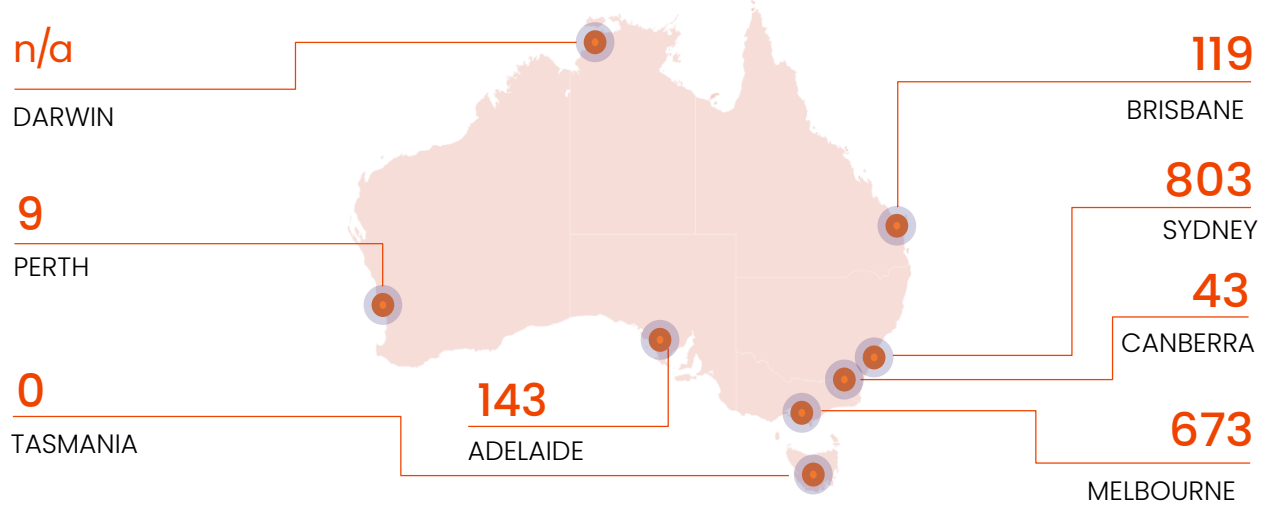 n/a
DARWIN
9
PERTH
0
TASMANIA
143
ADELAIDE
119
BRISBANE
803
SYDNEY
43
CANBERRA
673
MELBOURNE